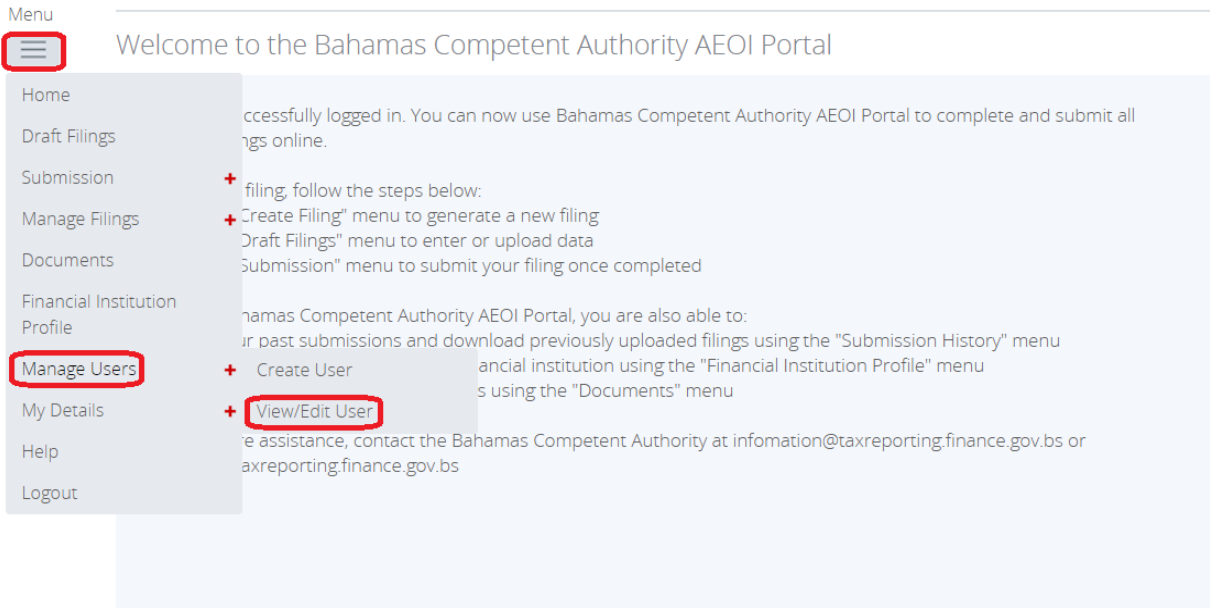 Menu
Welcome to the Bahamas Competent Authority AEOI Portal
Home
Draft Filings
Submission +
Manage Filings +
Documents
Financial Institution
Profile
Manage Users +
My Details +
Help
Logout
Create User
View/Edit User
ccessfully logged in. You can now use Bahamas Competent Authority AEOI Portal to complete and submit all
ngs online.
filing, follow the steps below:
Create Filing" menu to generate a new filing
Draft Filings" menu to enter or upload data
Submission" menu to submit your filing once completed
hamas Competent Authority AEOI Portal, you are also able to:
ur past submissions and download previously uploaded filings using the "Submission History" menu
ancial institution using the "Financial Institution Profile" menu
s using the "Documents" menu
re assistance, contact the Bahamas Competent Authority at infomation@taxreporting.finance.gov.bs or
axreporting.finance.gov.bs